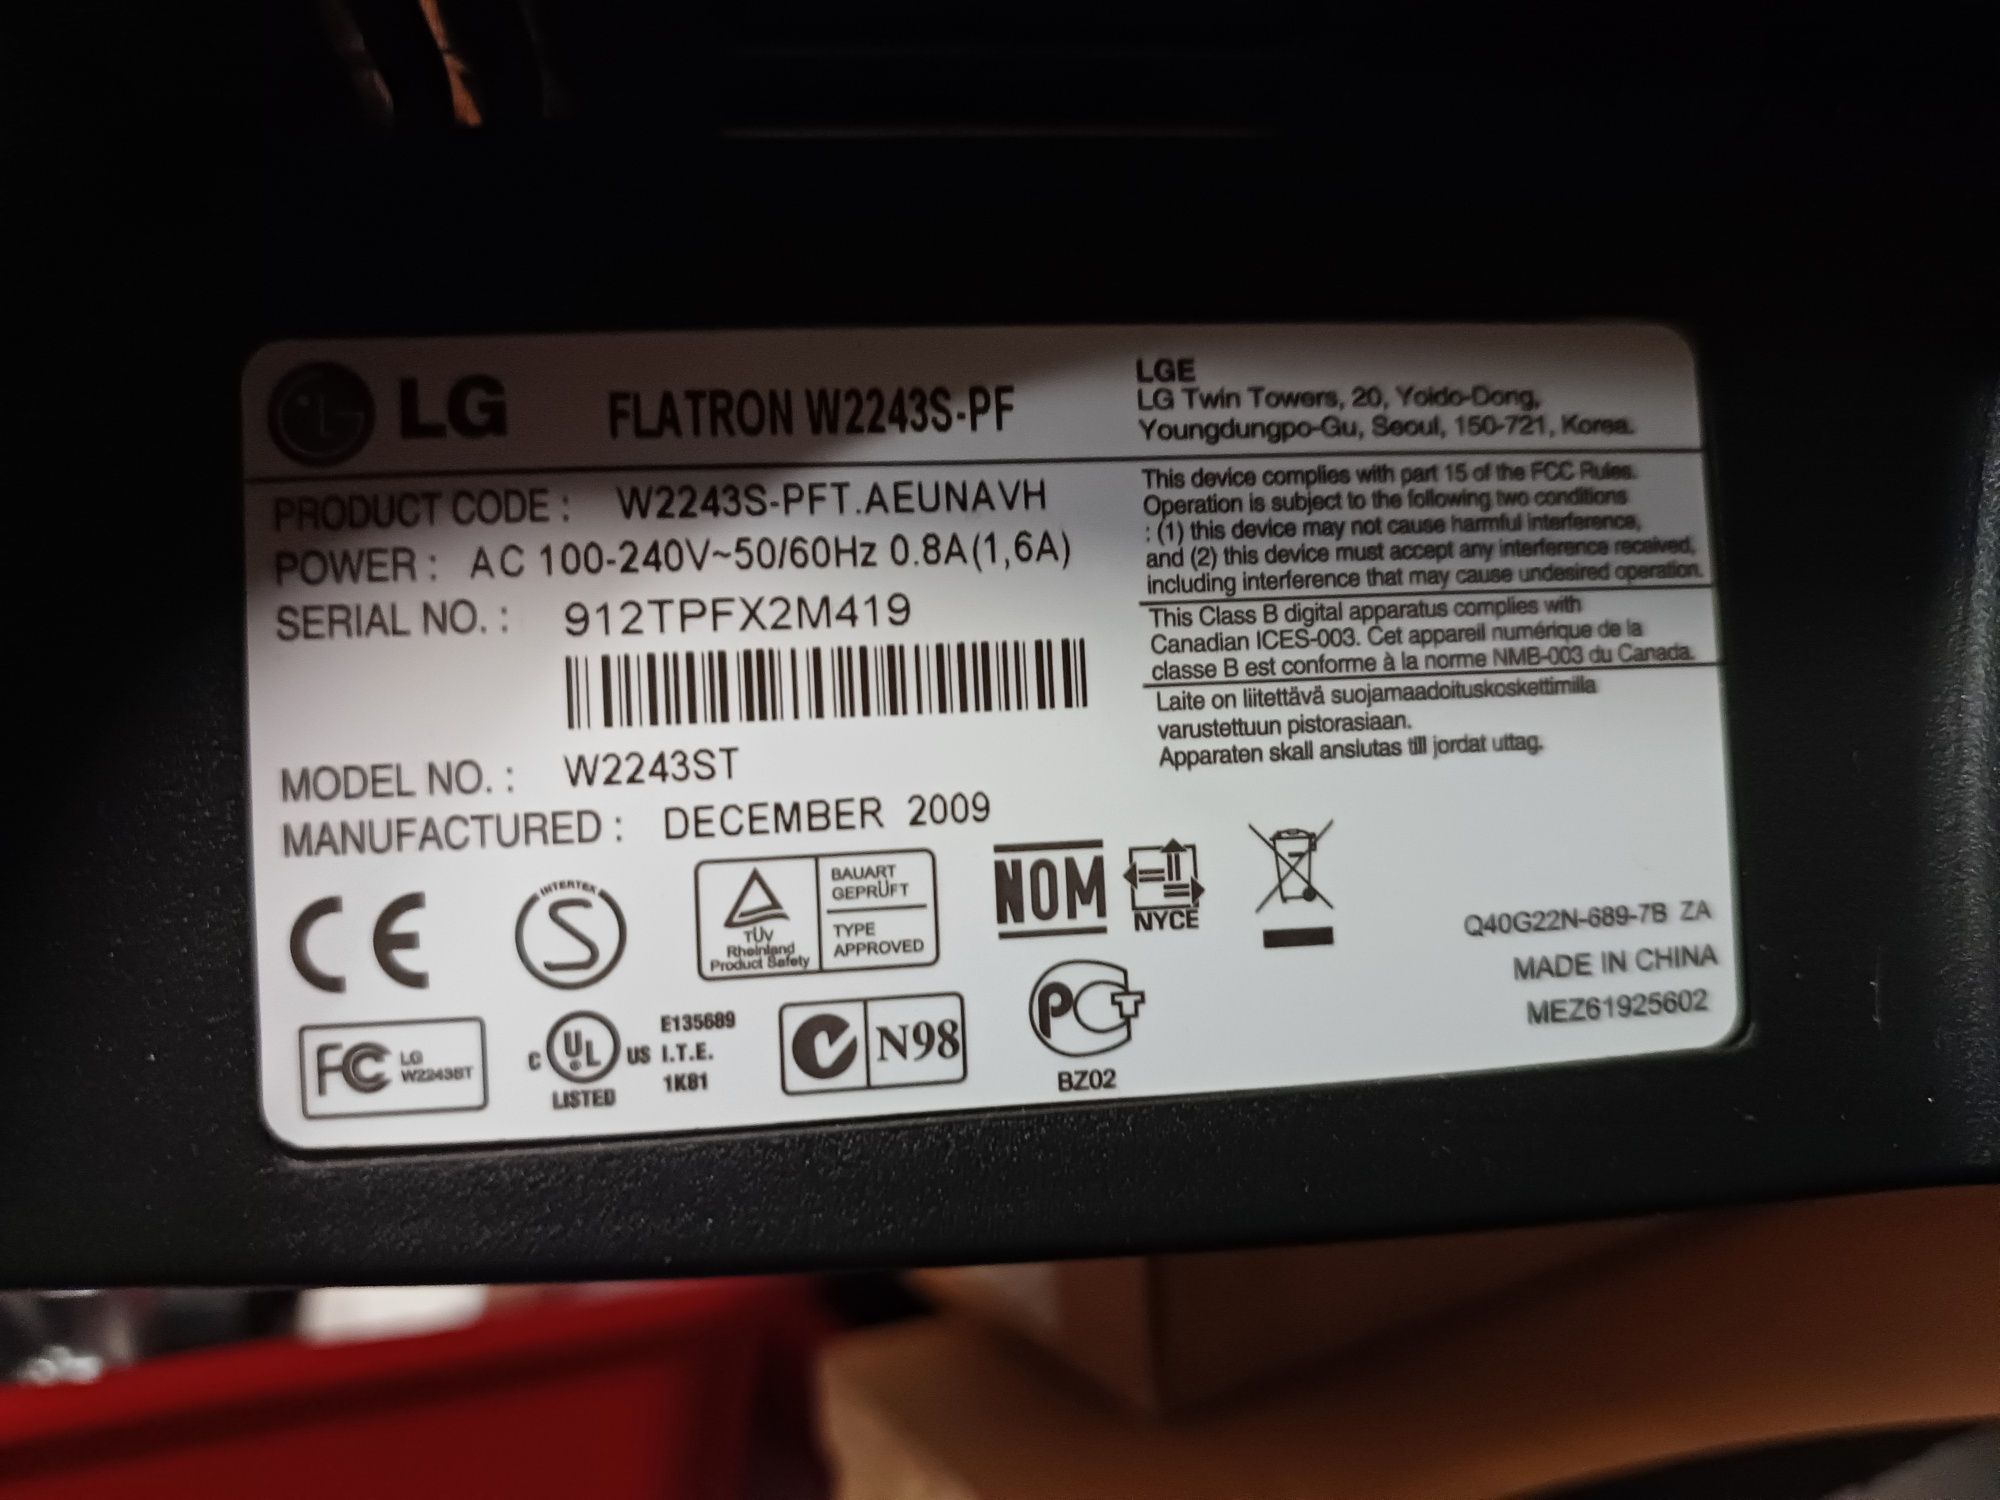 LG FLATRON W2243S-PF
LGE
LG Twin Towers, 20, Yoido-Dong,
Youngdungpo-Gu, Seoul, 150-721, Korea.
PRODUCT CODE : W2243S-PFT.AEUNAVH
POWER : AC 100-240V~50/60Hz 0.8A(1,6A)
SERIAL NO. : 912TPFX2M419
MODEL NO. : W2243ST
MANUFACTURED : DECEMBER 2009
This device complies with part 15 of the FCC Rules.
Operation is subject to the following two conditions
: (1) this device may not cause harmful interference,
and (2) this device must accept any interference received,
including interference that may cause undesired operation.
This Class B digital apparatus complies with
Canadian ICES-003. Cet appareil numérique de la
classe B est conforme à la norme NMB-003 du Canada.
Laite on liitettävä suojamaadoituskoskettimilla
varustettuun pistorasiaan.
Apparaten skall anslutas till jordat uttag.
CE
INTERTEK
S
TÜV
Rheinland
Product Safety
BAUART
GEPRÜFT
TYPE
APPROVED
NOM
NYCE
FC LG
W2243ST
C UL US
LISTED
E135689
I.T.E.
1K81
N98
PCT
BZ02
Q40G22N-689-7B ZA
MADE IN CHINA
MEZ61925602